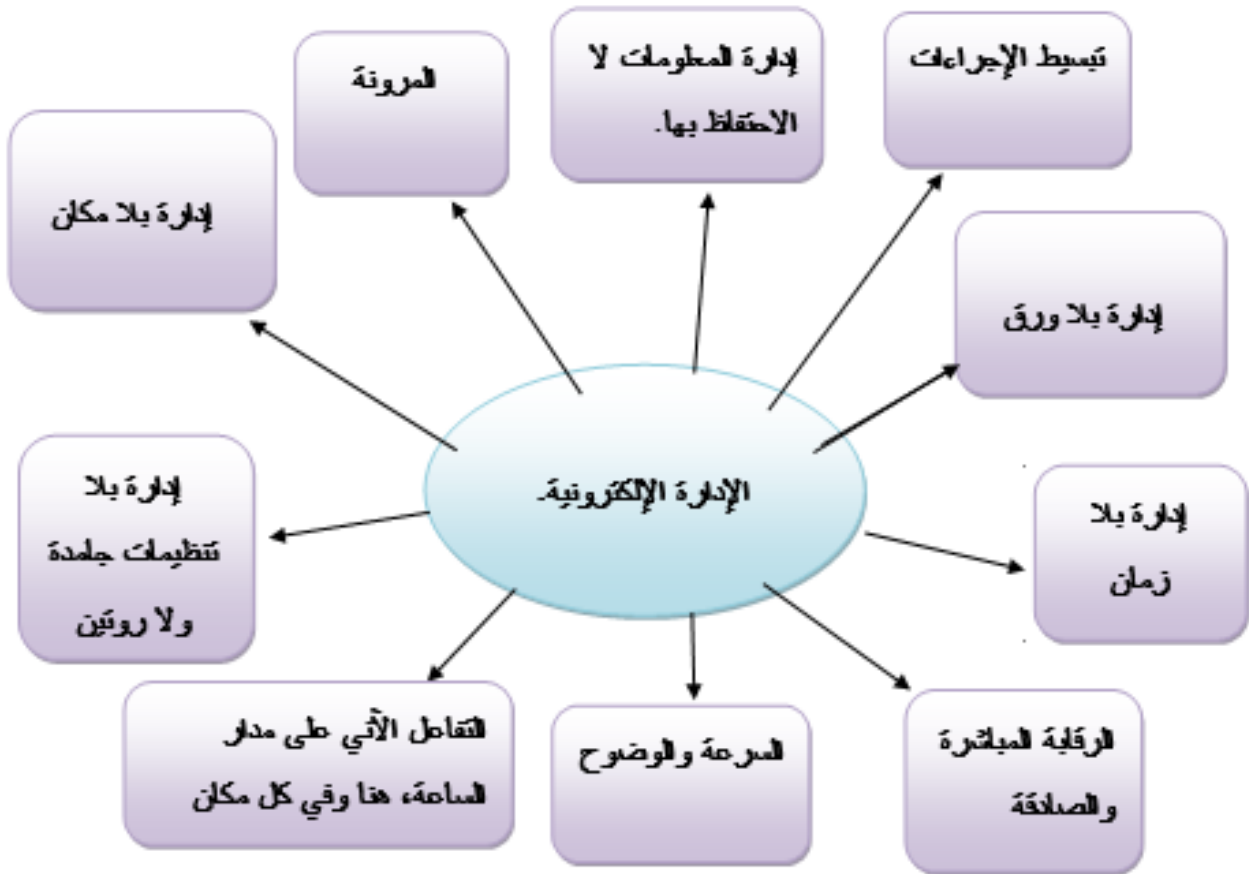 تبسيط الإجراءات
إدارة المعلومات لا
الاحتفاظ بها.
المرونة
إدارة بلا مكان
إدارة بلا ورق
الإدارة الإلكترونية.
إدارة بلا
زمان
إدارة بلا
تنظيمات جامدة
ولا روتين
الرقابة المباشرة
والصادقة
السرعة والوضوح
التفاعل الآني على مدار
الساعة، هنا وفي كل مكان